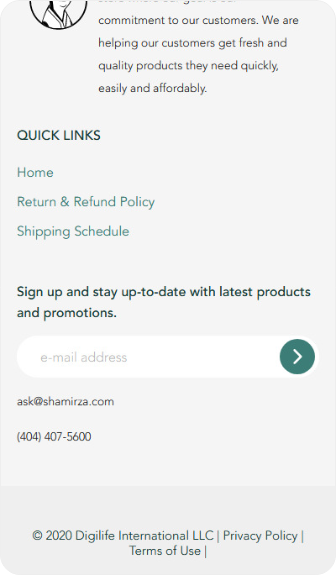 commitment to our customers. We are
helping our customers get fresh and
quality products they need quickly,
easily and affordably.
QUICK LINKS
Home
Return & Refund Policy
Shipping Schedule
Sign up and stay up-to-date with latest products
and promotions.
e-mail address
ask@shamirza.com
(404) 407-5600
© 2020 Digilife International LLC | Privacy Policy |
Terms of Use |